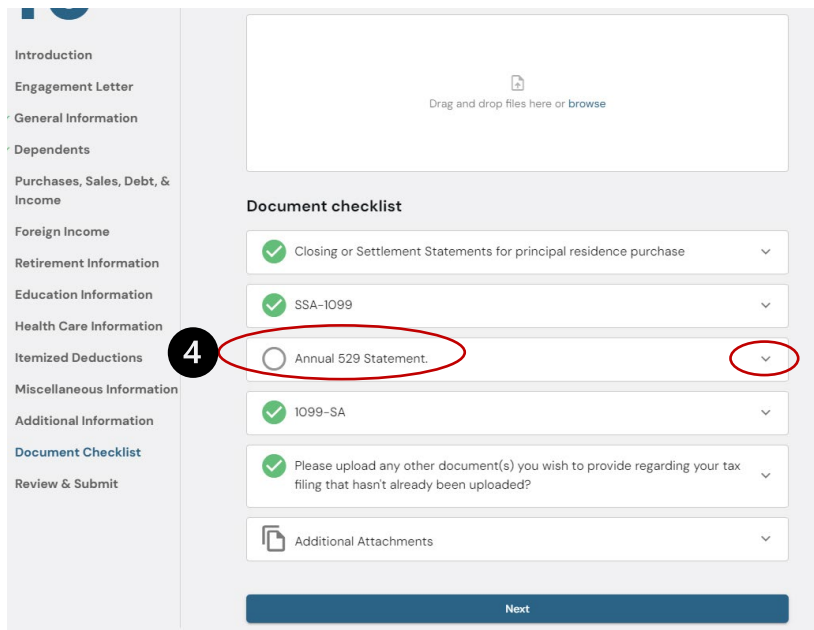 Introduction
Engagement Letter
General Information
Dependents
Purchases, Sales, Debt, &
Income
Foreign Income
Retirement Information
Education Information
Health Care Information
Itemized Deductions
Miscellaneous Information
Additional Information
Document Checklist
Review & Submit
Drag and drop files here or browse
Document checklist
Closing or Settlement Statements for principal residence purchase
SSA-1099
4
Annual 529 Statement.
1099-SA
Please upload any other document(s) you wish to provide regarding your tax
filing that hasn't already been uploaded?
Additional Attachments
Next